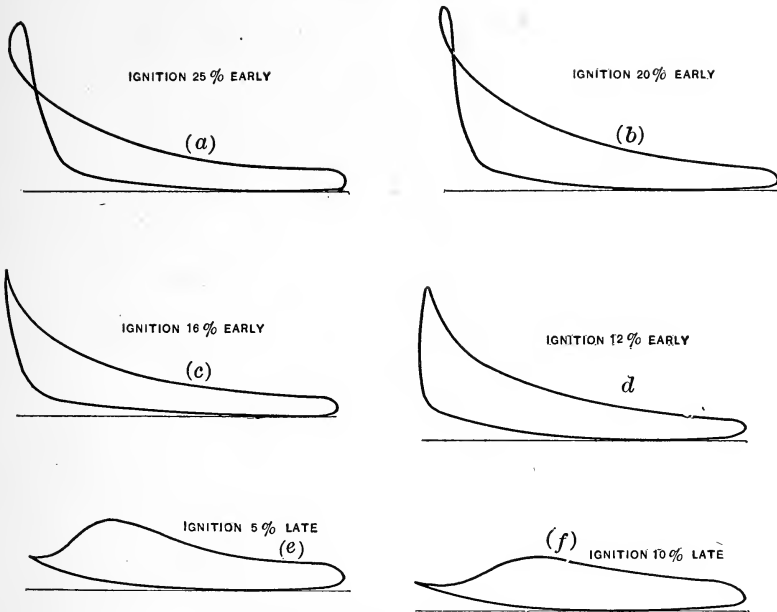 IGNITION 25% EARLY
(a)
IGNITION 20% EARLY
(b)
IGNITION 16% EARLY
(c)
IGNITION 12% EARLY
d
IGNITION 5% LATE
(e)
(f)
IGNITION 10% LATE